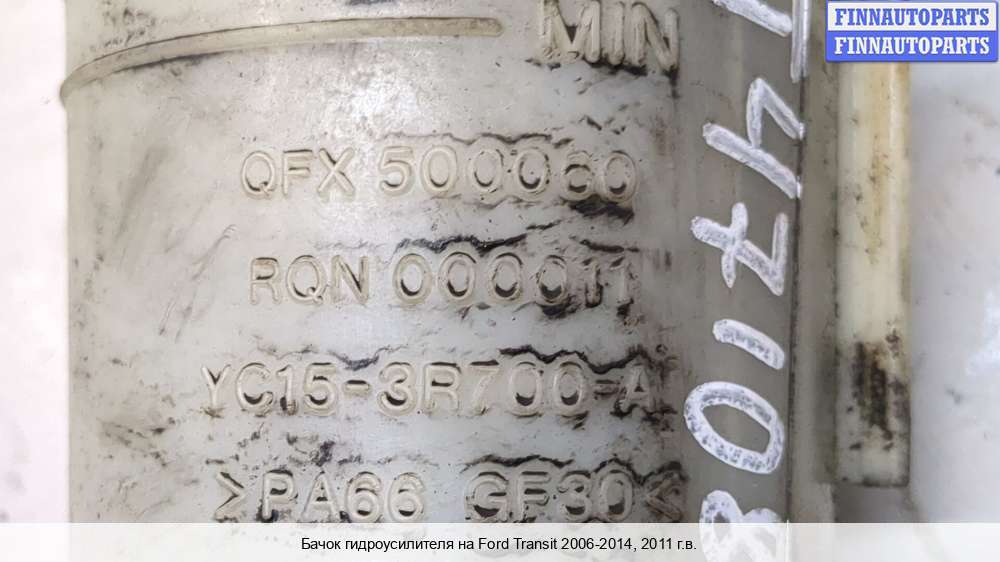 FINNAUTOPARTS
FINNAUTOPARTS
MIN
QFX 500060
RQN 000011
YC15-3R700-A
>PA66 GF30<
Бачок гидроусилителя на Ford Transit 2006-2014, 2011 г.в.